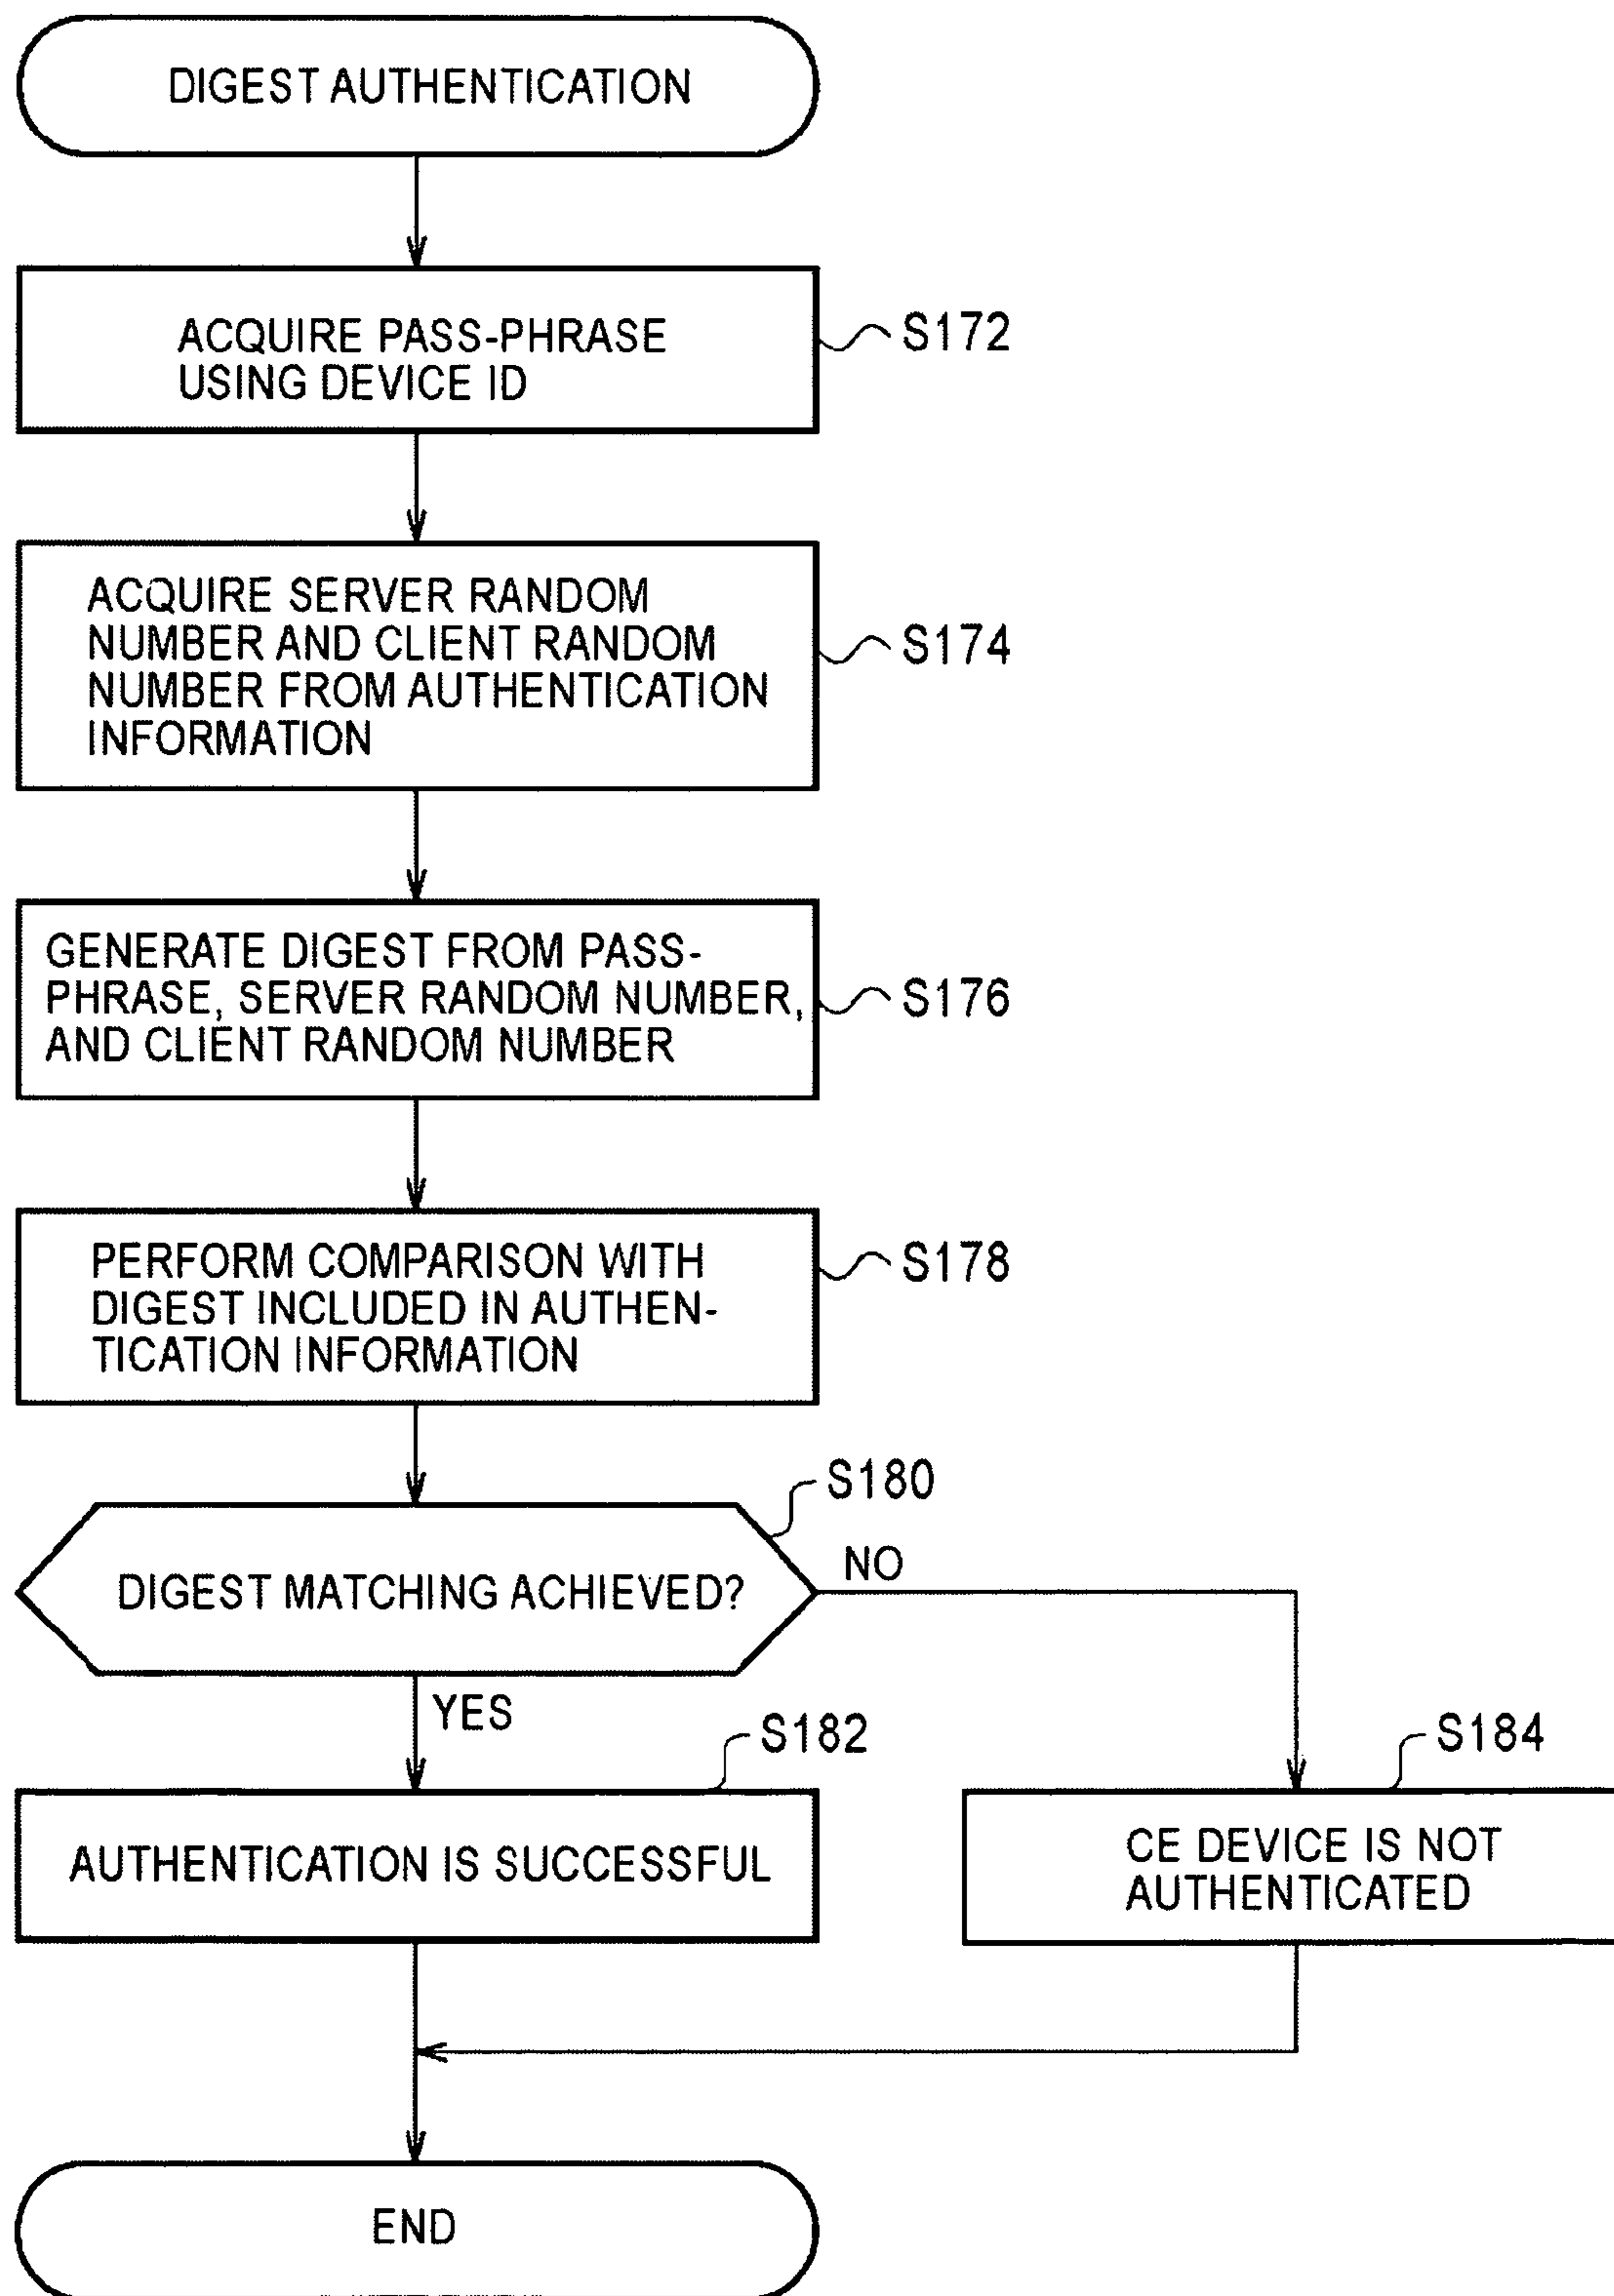 DIGEST AUTHENTICATION
ACQUIRE PASS-PHRASE
USING DEVICE ID
S172
ACQUIRE SERVER RANDOM
NUMBER AND CLIENT RANDOM
NUMBER FROM AUTHENTICATION
INFORMATION
S174
GENERATE DIGEST FROM PASS-
PHRASE, SERVER RANDOM NUMBER,
AND CLIENT RANDOM NUMBER
S176
PERFORM COMPARISON WITH
DIGEST INCLUDED IN AUTHEN-
TICATION INFORMATION
S178
S180
DIGEST MATCHING ACHIEVED?
NO
YES
S182
AUTHENTICATION IS SUCCESSFUL
S184
CE DEVICE IS NOT
AUTHENTICATED
END